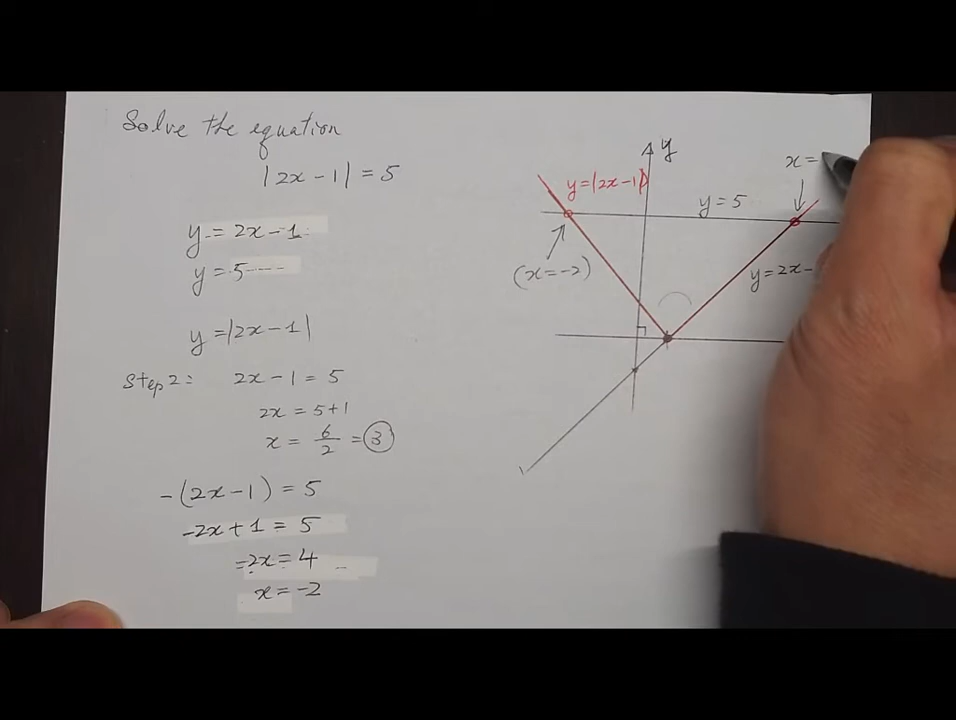 Solve the equation
|2x-1| = 5
y = 2x-1
y = 5
y = |2x-1|
Step 2: 2x-1 = 5
2x = 5+1
x = 6/2 = 3
-(2x-1) = 5
-2x+1 = 5
-2x = 4
x = -2
y
x =
y = |2x-1|
y = 5
(x = -2)
y = 2x-